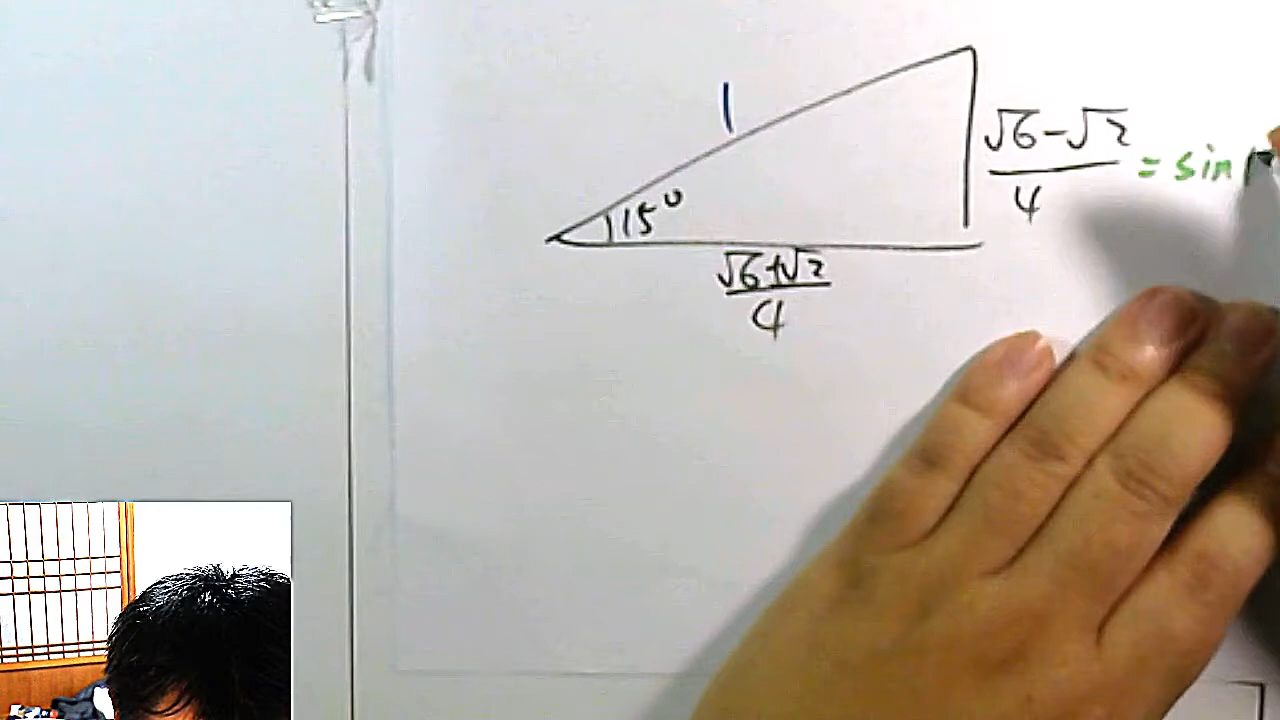 1
15°
√6-√2/4 = sin
√6+√2/4